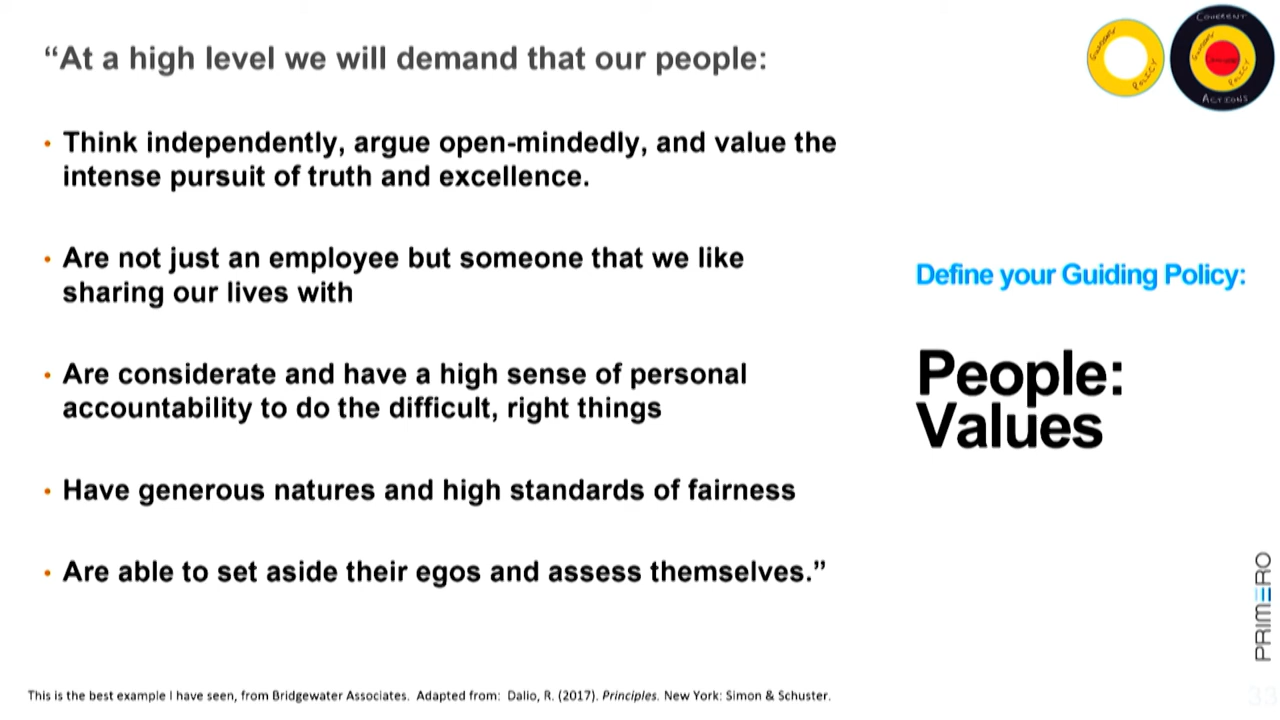 “At a high level we will demand that our people:
• Think independently, argue open-mindedly, and value the
intense pursuit of truth and excellence.
• Are not just an employee but someone that we like
sharing our lives with
• Are considerate and have a high sense of personal
accountability to do the difficult, right things
• Have generous natures and high standards of fairness
• Are able to set aside their egos and assess themselves.”
COHERENT
ACTIONS
POLICY
POLICY
Define your Guiding Policy:
People:
Values
PRIMERO
This is the best example I have seen, from Bridgewater Associates. Adapted from: Dalio, R. (2017). Principles. New York: Simon & Schuster.
33